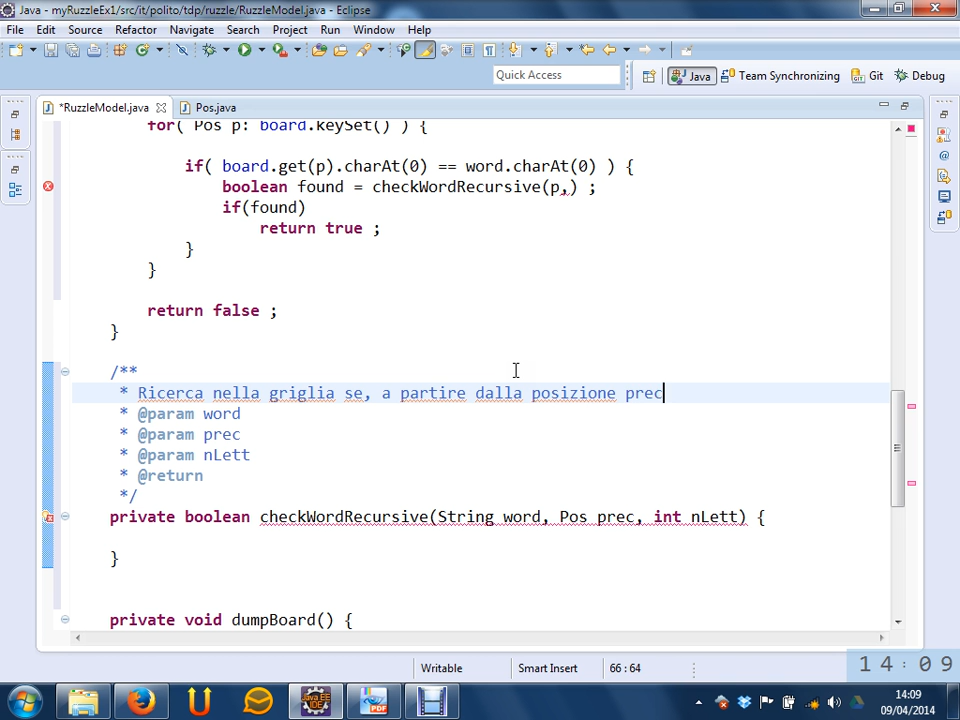 Java - myRuzzleEx1/src/it/polito/tdp/ruzzle/RuzzleModel.java - Eclipse
File Edit Source Refactor Navigate Search Project Run Window Help
Quick Access
Java Team Synchronizing Git Debug
*RuzzleModel.java Pos.java
for( Pos p: board.keySet() ) {
if( board.get(p).charAt(0) == word.charAt(0) ) {
boolean found = checkWordRecursive(p,) ;
if(found)
return true ;
}
}
return false ;
}
/**
* Ricerca nella griglia se, a partire dalla posizione prec
* @param word
* @param prec
* @param nLett
* @return
*/
private boolean checkWordRecursive(String word, Pos prec, int nLett) {
}
private void dumpBoard() {
Writable Smart Insert 66 : 64
14:09
Java EE
IDE
PDF
14:09
09/04/2014